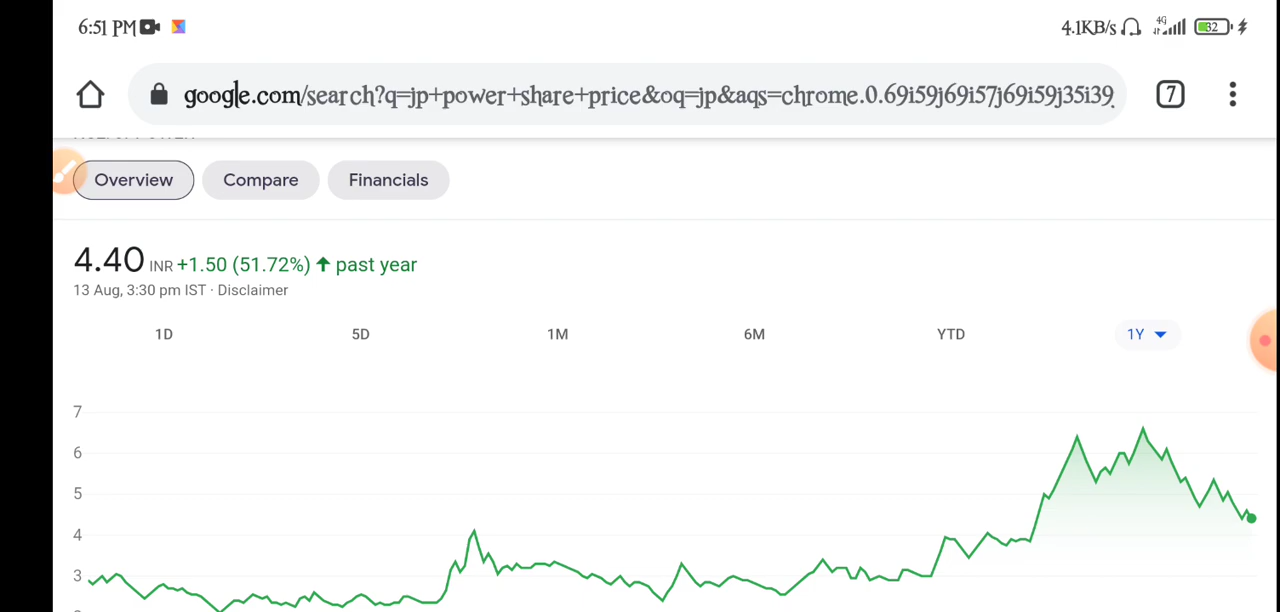 6:51 PM
4.1KB/s 4G 32
google.com/search?q=jp+power+share+price&oq=jp&aqs=chrome.0.69i59j69i57j69i59j35i39
7
Overview Compare Financials
4.40 INR +1.50 (51.72%) ↑ past year
13 Aug, 3:30 pm IST · Disclaimer
1D 5D 1M 6M YTD 1Y
7
6
5
4
3